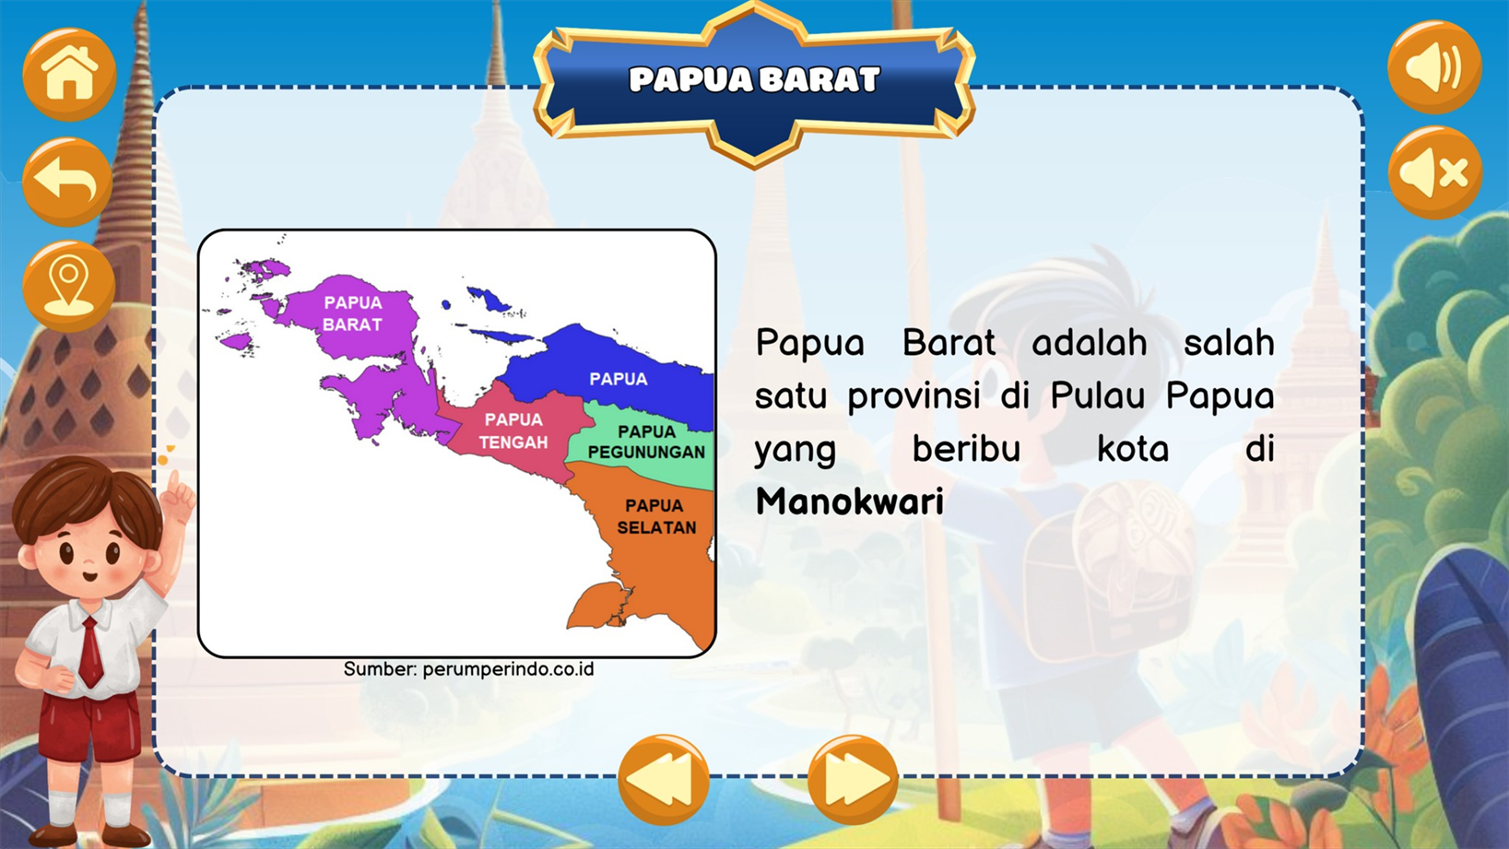 PAPUA BARAT
PAPUA
BARAT
PAPUA
PAPUA
TENGAH
PAPUA
PEGUNUNGAN
PAPUA
SELATAN
Sumber: perumperindo.co.id
Papua Barat adalah salah
satu provinsi di Pulau Papua
yang beribu kota di
Manokwari